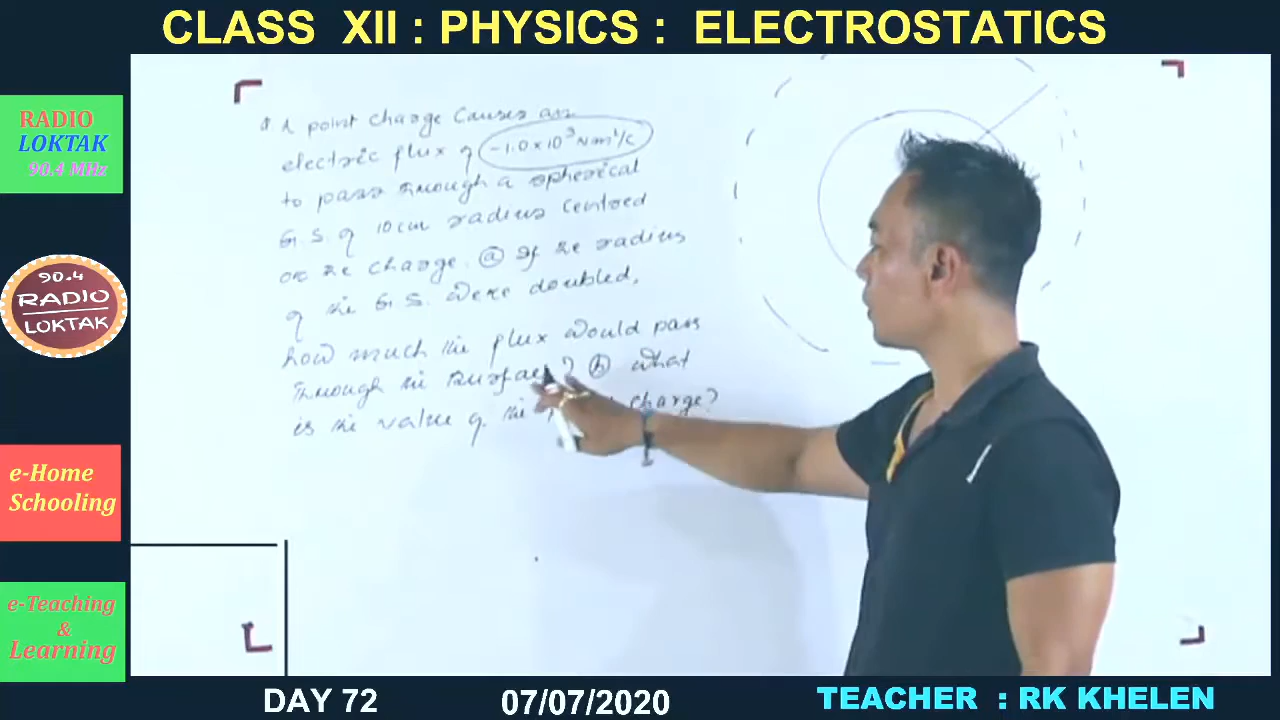 CLASS XII : PHYSICS : ELECTROSTATICS
RADIO
LOKTAK
90.4 MHz
90.4
RADIO
LOKTAK
e-Home
Schooling
e-Teaching
&
Learning
Q. A point charge causes an
electric flux of -1.0 × 10³ Nm²/C
to pass through a spherical
G.S. of 10 cm radius centred
on the charge. (a) If the radius
of the G.S. were doubled,
how much the flux would pass
through the surface? (b) what
is the value of the charge?
DAY 72
07/07/2020
TEACHER : RK KHELEN